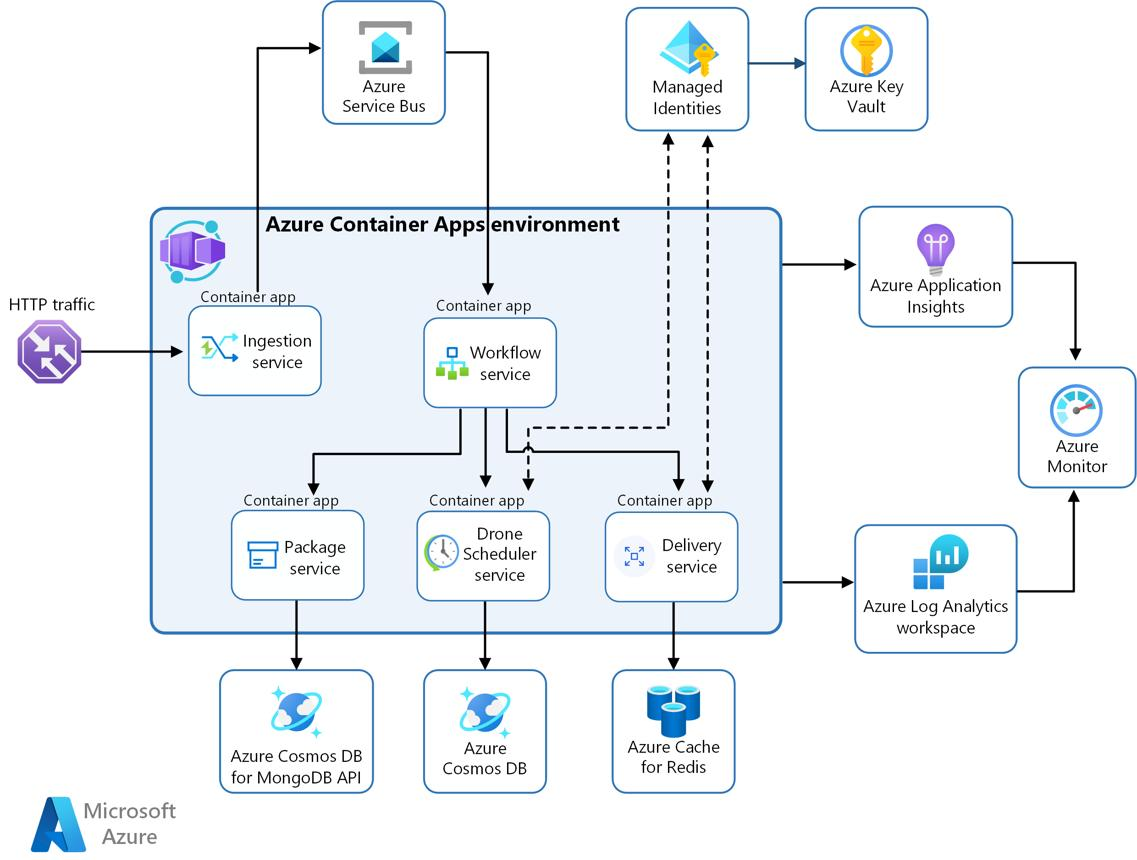 Azure
Service Bus
Managed
Identities
Azure Key
Vault
Azure Container Apps environment
HTTP traffic
Container app
Ingestion
service
Container app
Workflow
service
Azure Application
Insights
Azure
Monitor
Container app
Package
service
Container app
Drone
Scheduler
service
Container app
Delivery
service
Azure Log Analytics
workspace
Azure Cosmos DB
for MongoDB API
Azure
Cosmos DB
Azure Cache
for Redis
Microsoft
Azure